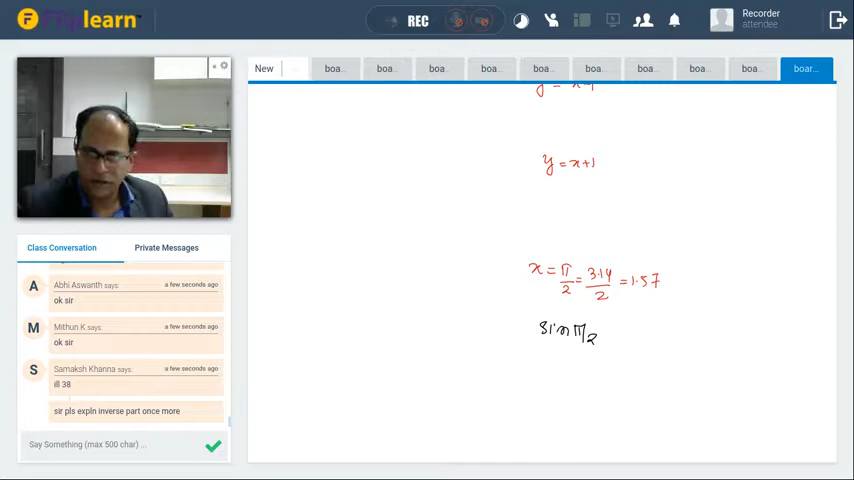 Fliplearn
REC
Recorder
attendee
New
boa...
boa...
boa...
boa...
boa...
boa...
boa...
boa...
boa...
boar...
y = x+1
x = π/2 = 3.14/2 = 1.57
sin π/2
Class Conversation
Private Messages
A
Abhi Aswanth says:
a few seconds ago
ok sir
M
Mithun K says:
a few seconds ago
ok sir
S
Samaksh Khanna says:
a few seconds ago
ill 38
sir pls expln inverse part once more
Say Something (max 500 char) ...